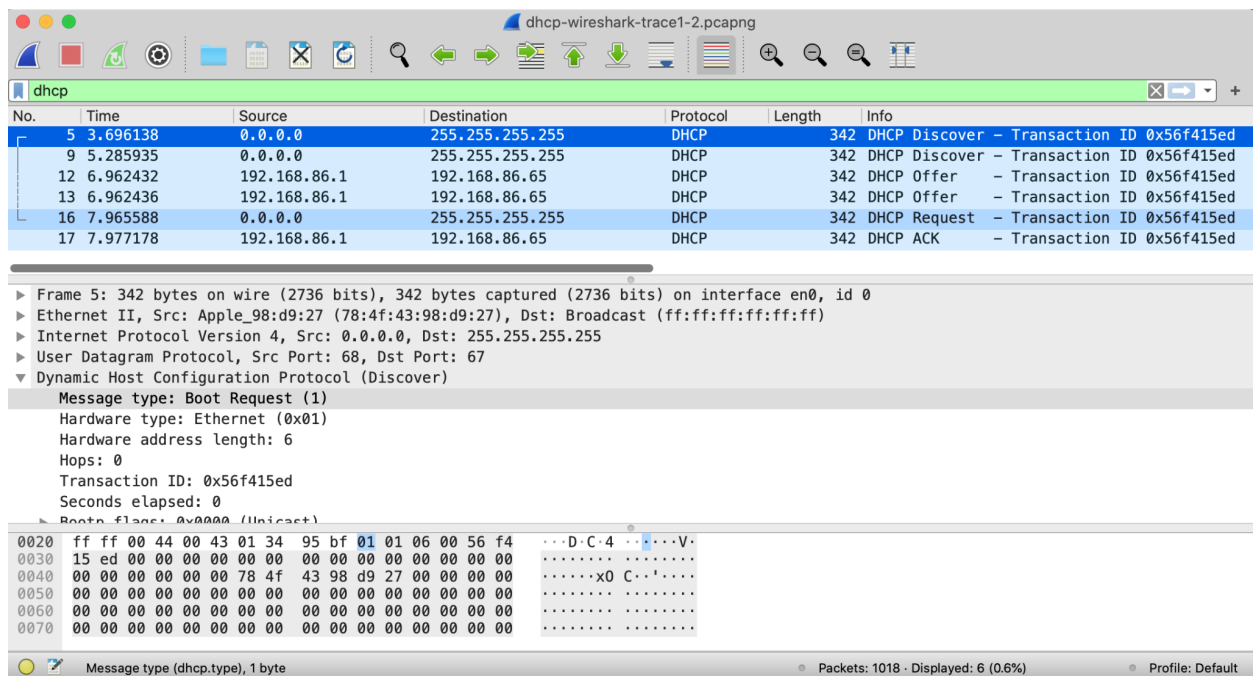 dhcp-wireshark-trace1-2.pcapng
dhcp
No. Time Source Destination Protocol Length Info
5 3.696138 0.0.0.0 255.255.255.255 DHCP 342 DHCP Discover – Transaction ID 0x56f415ed
9 5.285935 0.0.0.0 255.255.255.255 DHCP 342 DHCP Discover – Transaction ID 0x56f415ed
12 6.962432 192.168.86.1 192.168.86.65 DHCP 342 DHCP Offer – Transaction ID 0x56f415ed
13 6.962436 192.168.86.1 192.168.86.65 DHCP 342 DHCP Offer – Transaction ID 0x56f415ed
16 7.965588 0.0.0.0 255.255.255.255 DHCP 342 DHCP Request – Transaction ID 0x56f415ed
17 7.977178 192.168.86.1 192.168.86.65 DHCP 342 DHCP ACK – Transaction ID 0x56f415ed
Frame 5: 342 bytes on wire (2736 bits), 342 bytes captured (2736 bits) on interface en0, id 0
Ethernet II, Src: Apple_98:d9:27 (78:4f:43:98:d9:27), Dst: Broadcast (ff:ff:ff:ff:ff:ff)
Internet Protocol Version 4, Src: 0.0.0.0, Dst: 255.255.255.255
User Datagram Protocol, Src Port: 68, Dst Port: 67
Dynamic Host Configuration Protocol (Discover)
Message type: Boot Request (1)
Hardware type: Ethernet (0x01)
Hardware address length: 6
Hops: 0
Transaction ID: 0x56f415ed
Seconds elapsed: 0
Bootp flags: 0x0000 (Unicast)
0020 ff ff 00 44 00 43 01 34 95 bf 01 01 06 00 56 f4 ···D·C·4 ······V·
0030 15 ed 00 00 00 00 00 00 00 00 00 00 00 00 00 00 ········ ········
0040 00 00 00 00 00 00 78 4f 43 98 d9 27 00 00 00 00 ······xO C··'····
0050 00 00 00 00 00 00 00 00 00 00 00 00 00 00 00 00 ········ ········
0060 00 00 00 00 00 00 00 00 00 00 00 00 00 00 00 00 ········ ········
0070 00 00 00 00 00 00 00 00 00 00 00 00 00 00 00 00 ········ ········
Message type (dhcp.type), 1 byte Packets: 1018 · Displayed: 6 (0.6%) Profile: Default